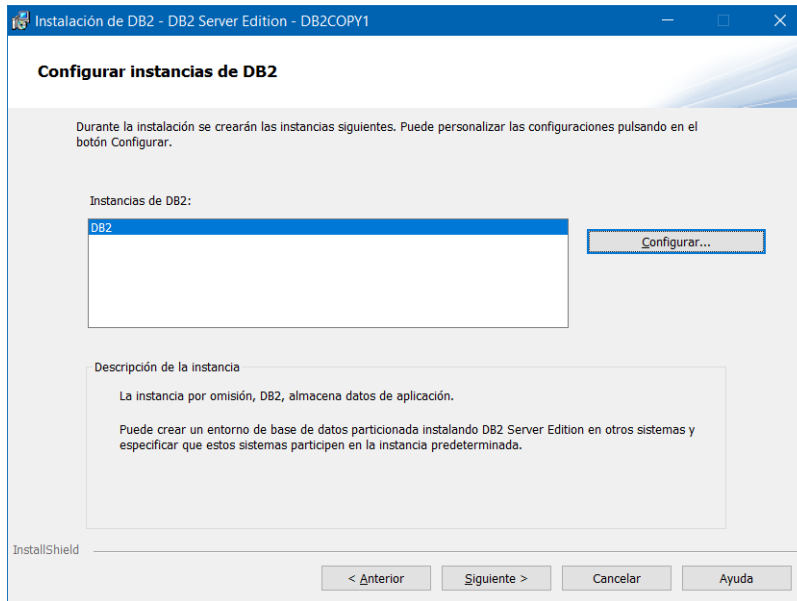 Instalación de DB2 - DB2 Server Edition - DB2COPY1
Configurar instancias de DB2
Durante la instalación se crearán las instancias siguientes. Puede personalizar las configuraciones pulsando en el
botón Configurar.
Instancias de DB2:
DB2
Configurar...
Descripción de la instancia
La instancia por omisión, DB2, almacena datos de aplicación.
Puede crear un entorno de base de datos particionada instalando DB2 Server Edition en otros sistemas y
especificar que estos sistemas participen en la instancia predeterminada.
InstallShield
< Anterior
Siguiente >
Cancelar
Ayuda